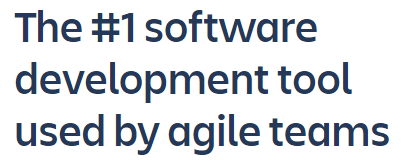 The #1 software
development tool
used by agile teams